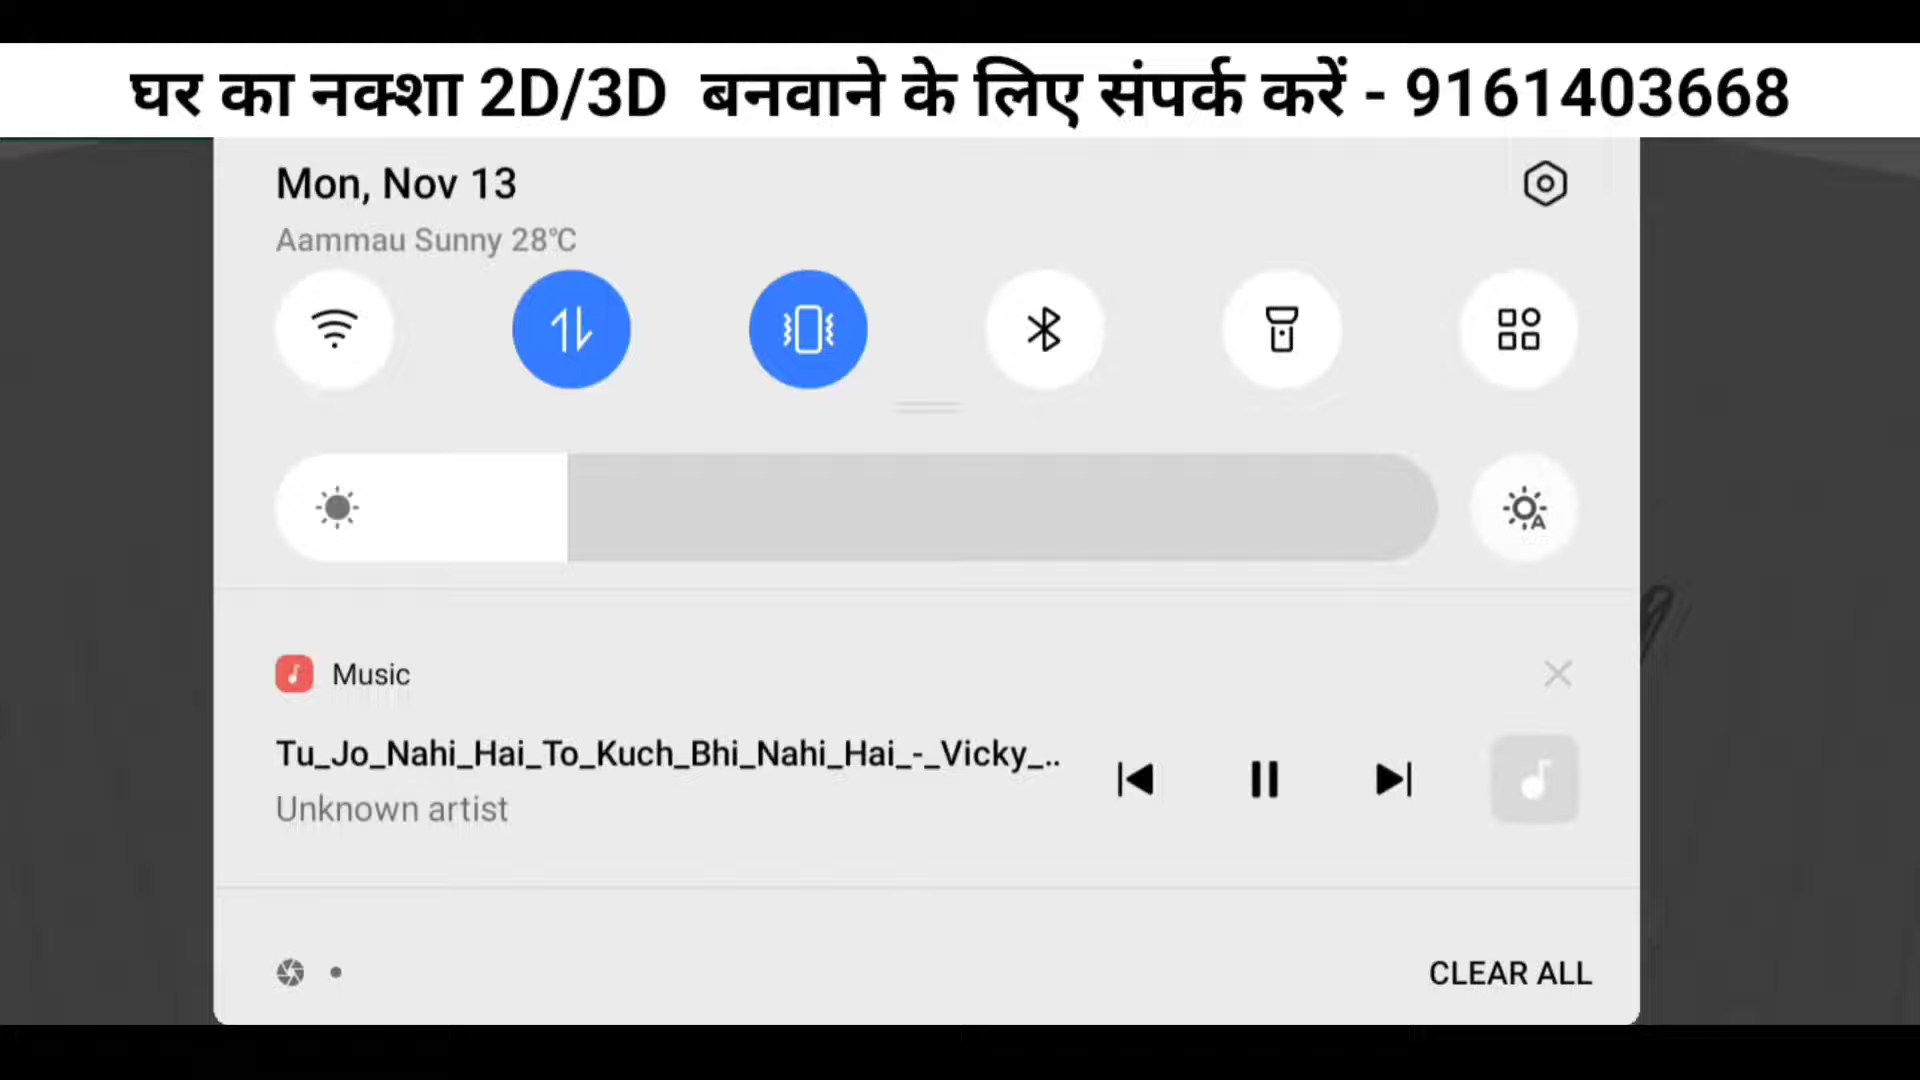 घर का नक्शा 2D/3D बनवाने के लिए संपर्क करें - 9161403668
Mon, Nov 13
Aammau Sunny 28℃
Music
Tu_Jo_Nahi_Hai_To_Kuch_Bhi_Nahi_Hai_-_Vicky_..
Unknown artist
CLEAR ALL